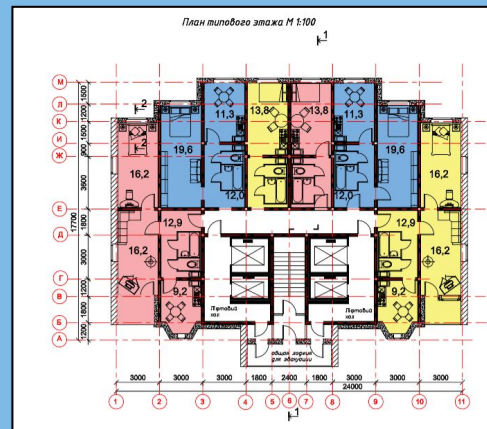 План типового этажа М 1:100
1
М
Л
К
И
Ж
Е
Д
Г
В
Б
А
1500
1200
1500
900
3600
1800
3000
1200
1800
1200
17700
2
2
11,3
13,8
13,8
11,3
19,6
19,6
16,2
16,2
12,0
12,0
12,9
12,9
16,2
16,2
9,2
9,2
Ліфтовый
хол
Ліфтовый
хол
общая лоджия
для эвакуации
3000
3000
3000
1800
2400
1800
3000
3000
3000
24000
1
2
3
4
5
6
7
8
9
10
11
1